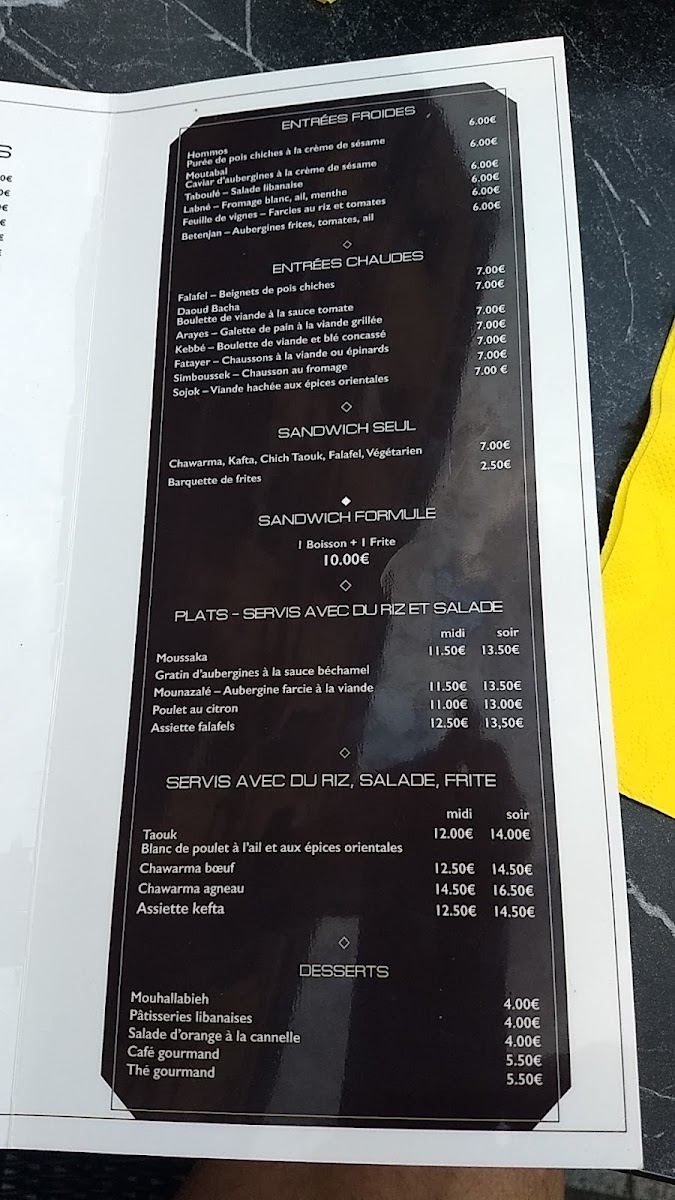 S
ENTRÉES FROIDES
Hommos 6.00€
Purée de pois chiches à la crème de sésame
Moutabal 6.00€
Caviar d'aubergines à la crème de sésame
Taboulé – Salade libanaise 6.00€
Labné – Fromage blanc, ail, menthe 6.00€
Feuille de vignes – Farcies au riz et tomates 6.00€
Betenjan – Aubergines frites, tomates, ail 6.00€
ENTRÉES CHAUDES
Falafel – Beignets de pois chiches 7.00€
Daoud Bacha 7.00€
Boulette de viande à la sauce tomate
Arayes – Galette de pain à la viande grillée 7.00€
Kebbé – Boulette de viande et blé concassé 7.00€
Fatayer – Chaussons à la viande ou épinards 7.00€
Simboussek – Chausson au fromage 7.00€
Sojok – Viande hachée aux épices orientales 7.00 €
SANDWICH SEUL
Chawarma, Kafta, Chich Taouk, Falafel, Végétarien 7.00€
Barquette de frites 2.50€
SANDWICH FORMULE
1 Boisson + 1 Frite
10.00€
PLATS - SERVIS AVEC DU RIZ ET SALADE
midi soir
Moussaka 11.50€ 13.50€
Gratin d'aubergines à la sauce béchamel
Mounazalé – Aubergine farcie à la viande 11.50€ 13.50€
Poulet au citron 11.00€ 13.00€
Assiette falafels 12.50€ 13,50€
SERVIS AVEC DU RIZ, SALADE, FRITE
midi soir
Taouk 12.00€ 14.00€
Blanc de poulet à l'ail et aux épices orientales
Chawarma bœuf 12.50€ 14.50€
Chawarma agneau 14.50€ 16.50€
Assiette kefta 12.50€ 14.50€
DESSERTS
Mouhallabieh 4.00€
Pâtisseries libanaises 4.00€
Salade d'orange à la cannelle 4.00€
Café gourmand 5.50€
Thé gourmand 5.50€